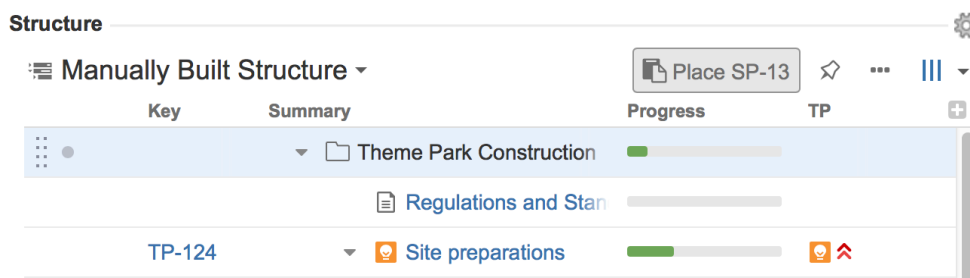 Structure
Manually Built Structure Place SP-13
Key Summary Progress TP
Theme Park Construction
Regulations and Stan
TP-124 Site preparations